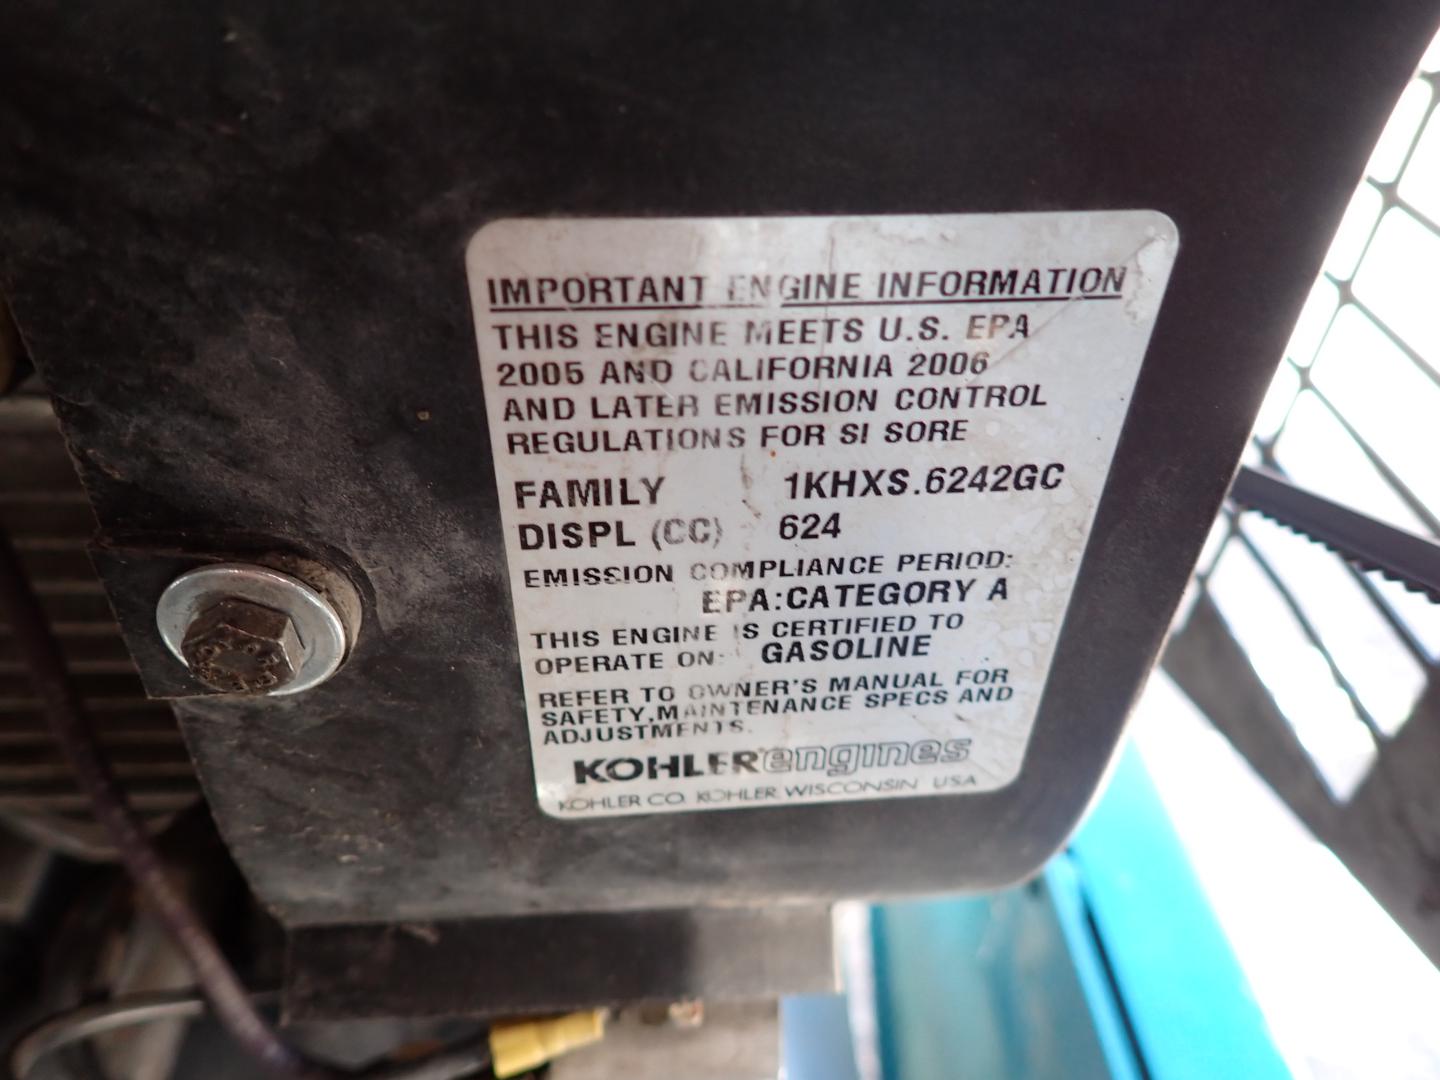 IMPORTANT ENGINE INFORMATION
THIS ENGINE MEETS U.S. EPA
2005 AND CALIFORNIA 2006
AND LATER EMISSION CONTROL
REGULATIONS FOR SI SORE
FAMILY 1KHXS.6242GC
DISPL (CC) 624
EMISSION COMPLIANCE PERIOD:
EPA:CATEGORY A
THIS ENGINE IS CERTIFIED TO
OPERATE ON: GASOLINE
REFER TO OWNER'S MANUAL FOR
SAFETY,MAINTENANCE SPECS AND
ADJUSTMENTS.
KOHLER engines
KOHLER CO. KOHLER, WISCONSIN USA